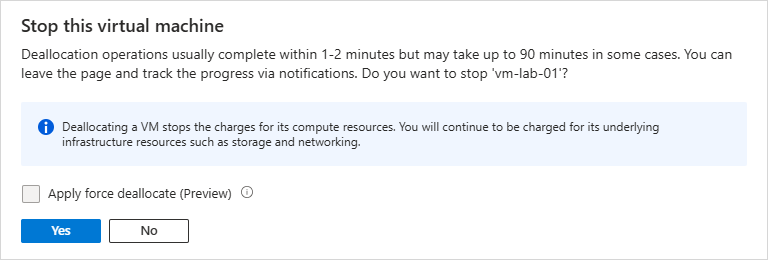 Stop this virtual machine
Deallocation operations usually complete within 1-2 minutes but may take up to 90 minutes in some cases. You can
leave the page and track the progress via notifications. Do you want to stop 'vm-lab-01'?
Deallocating a VM stops the charges for its compute resources. You will continue to be charged for its underlying
infrastructure resources such as storage and networking.
Apply force deallocate (Preview)
Yes No